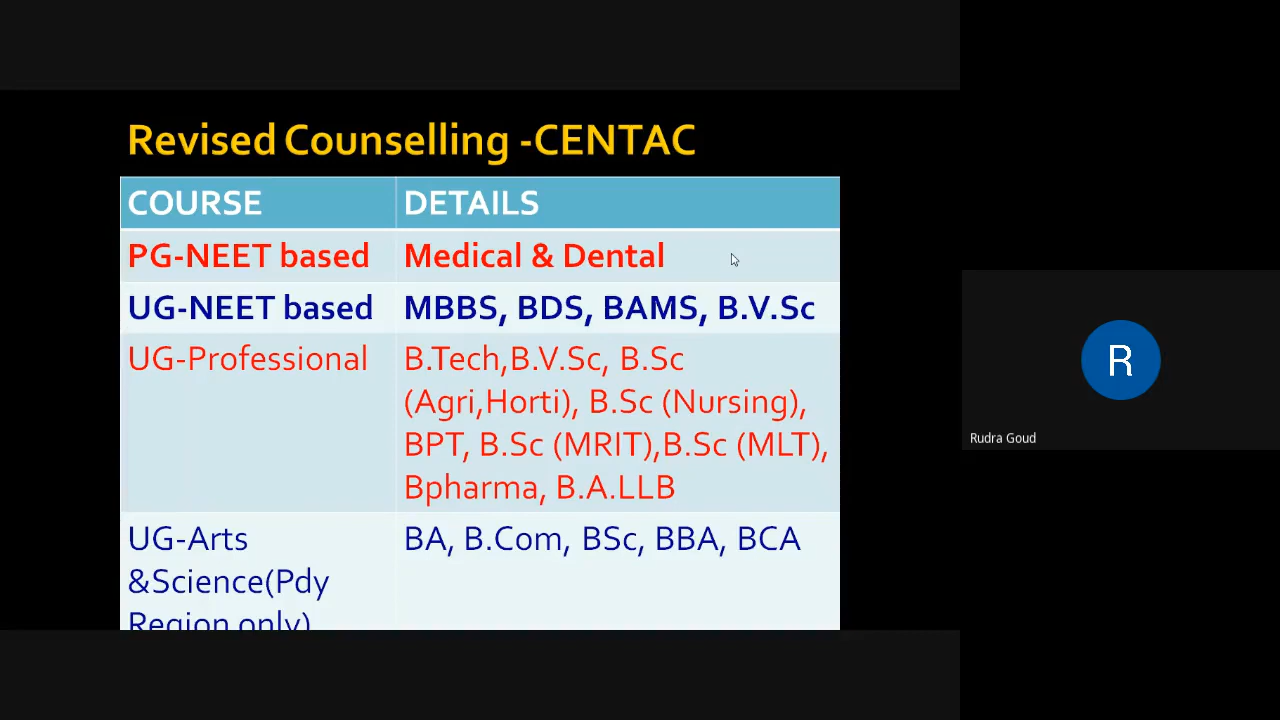 Revised Counselling -CENTAC
COURSE DETAILS
PG-NEET based Medical & Dental
UG-NEET based MBBS, BDS, BAMS, B.V.Sc
UG-Professional B.Tech,B.V.Sc, B.Sc
(Agri,Horti), B.Sc (Nursing),
BPT, B.Sc (MRIT),B.Sc (MLT),
Bpharma, B.A.LLB
UG-Arts BA, B.Com, BSc, BBA, BCA
&Science(Pdy
Region only)
R
Rudra Goud